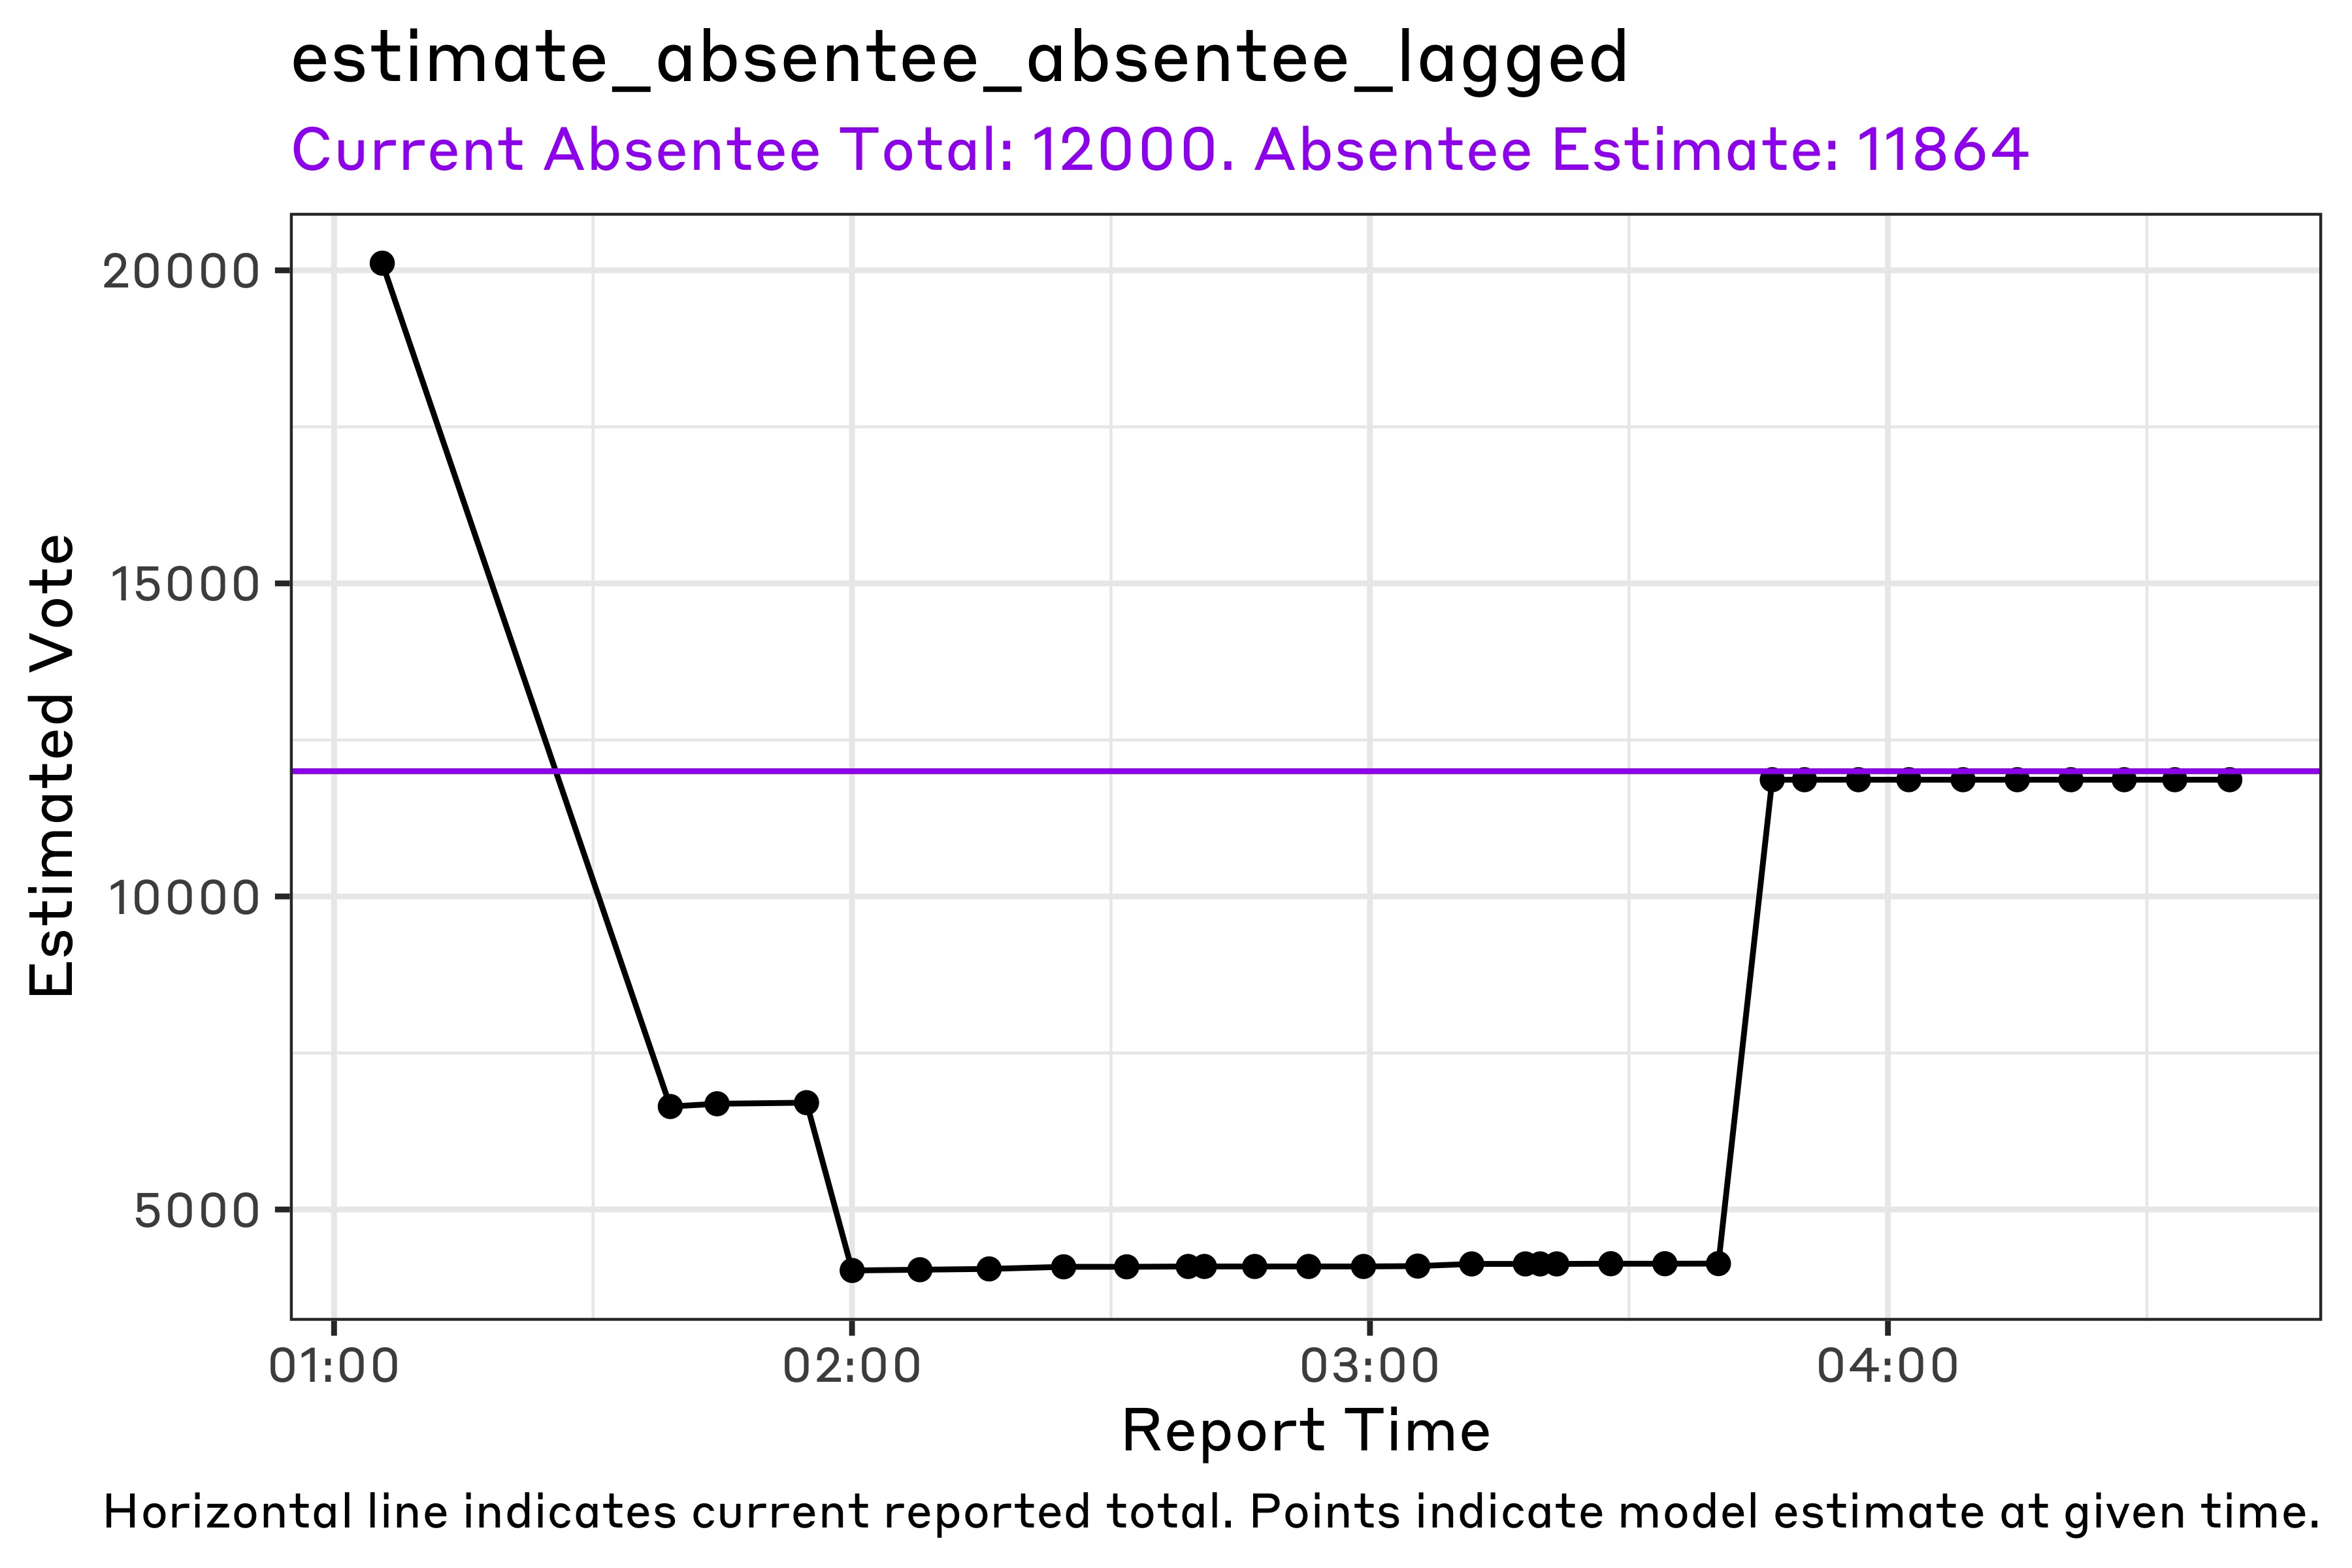 estimate_absentee_absentee_lagged
Current Absentee Total: 12000. Absentee Estimate: 11864
20000
15000
10000
5000
Estimated Vote
01:00 02:00 03:00 04:00
Report Time
Horizontal line indicates current reported total. Points indicate model estimate at given time.